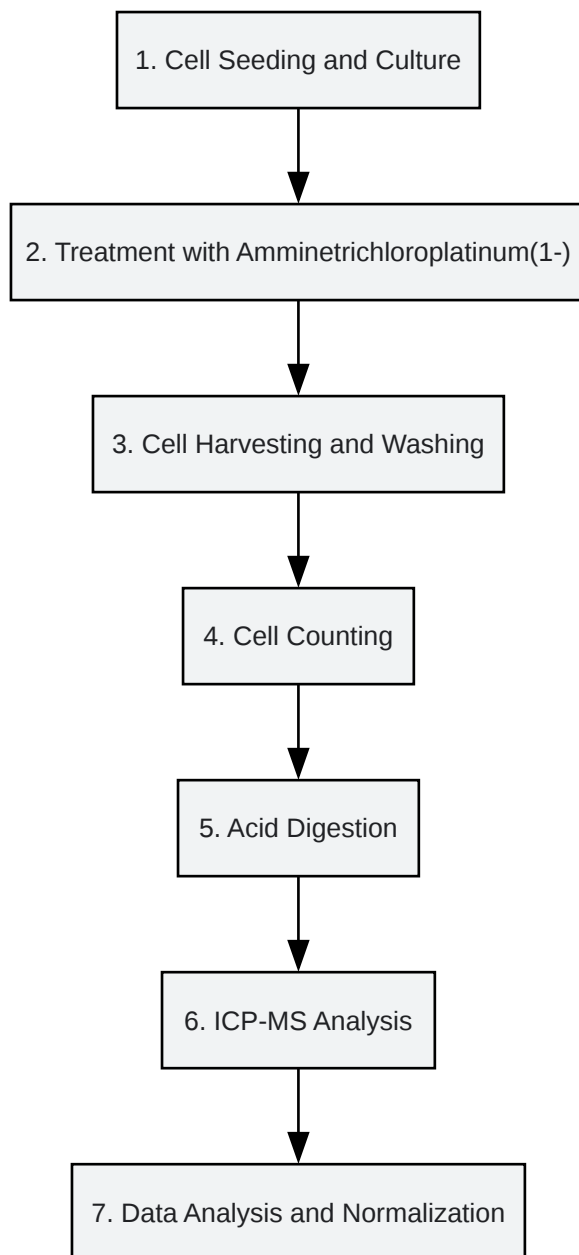 1. Cell Seeding and Culture
2. Treatment with Amminetrichloroplatinum(1-)
3. Cell Harvesting and Washing
4. Cell Counting
5. Acid Digestion
6. ICP-MS Analysis
7. Data Analysis and Normalization